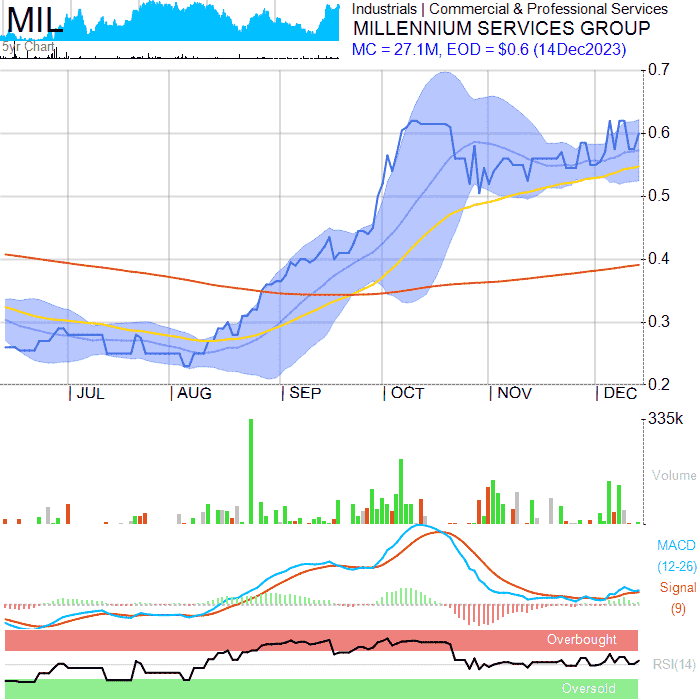 MIL
5yr Chart
Industrials | Commercial & Professional Services
MILLENNIUM SERVICES GROUP
MC = 27.1M, EOD = $0.6 (14Dec2023)
0.7
0.6
0.5
0.4
0.3
0.2
JUL
AUG
SEP
OCT
NOV
DEC
335k
Volume
MACD
(12-26)
Signal
(9)
Overbought
RSI(14)
Oversold